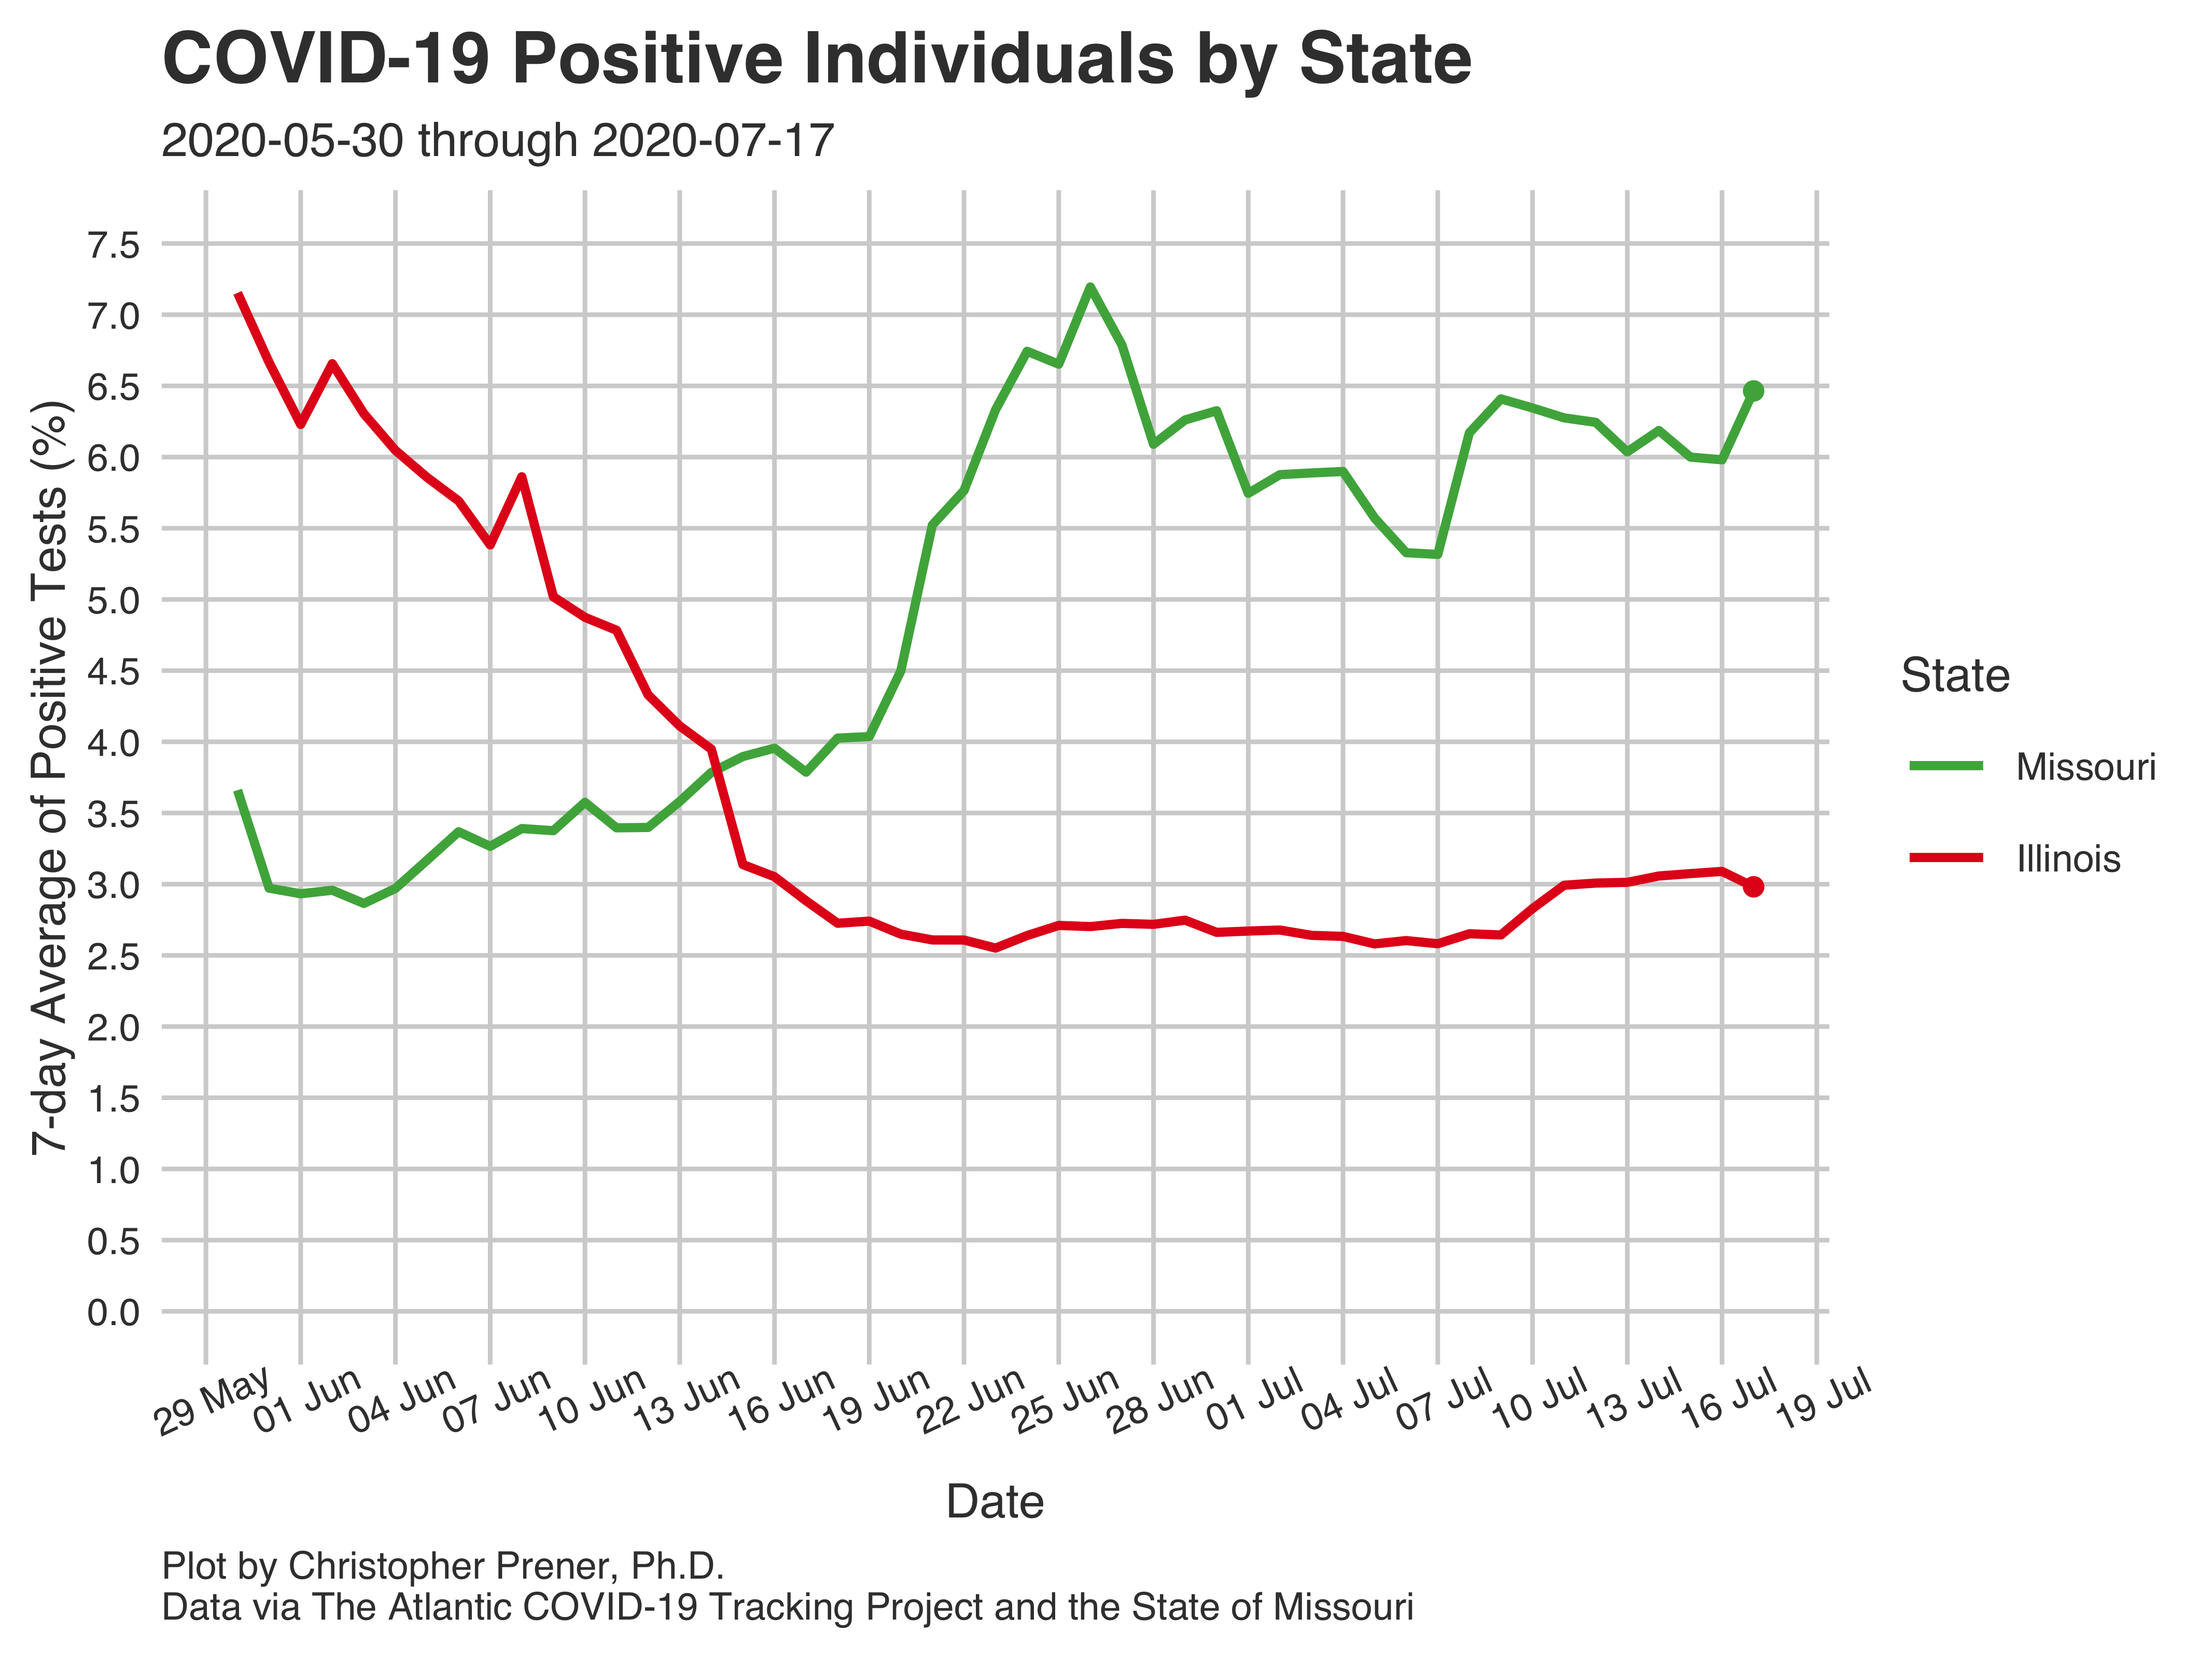 COVID-19 Positive Individuals by State
2020-05-30 through 2020-07-17
7-day Average of Positive Tests (%)
7.5
7.0
6.5
6.0
5.5
5.0
4.5
4.0
3.5
3.0
2.5
2.0
1.5
1.0
0.5
0.0
State
Missouri
Illinois
29 May
01 Jun
04 Jun
07 Jun
10 Jun
13 Jun
16 Jun
19 Jun
22 Jun
25 Jun
28 Jun
01 Jul
04 Jul
07 Jul
10 Jul
13 Jul
16 Jul
19 Jul
Date
Plot by Christopher Prener, Ph.D.
Data via The Atlantic COVID-19 Tracking Project and the State of Missouri